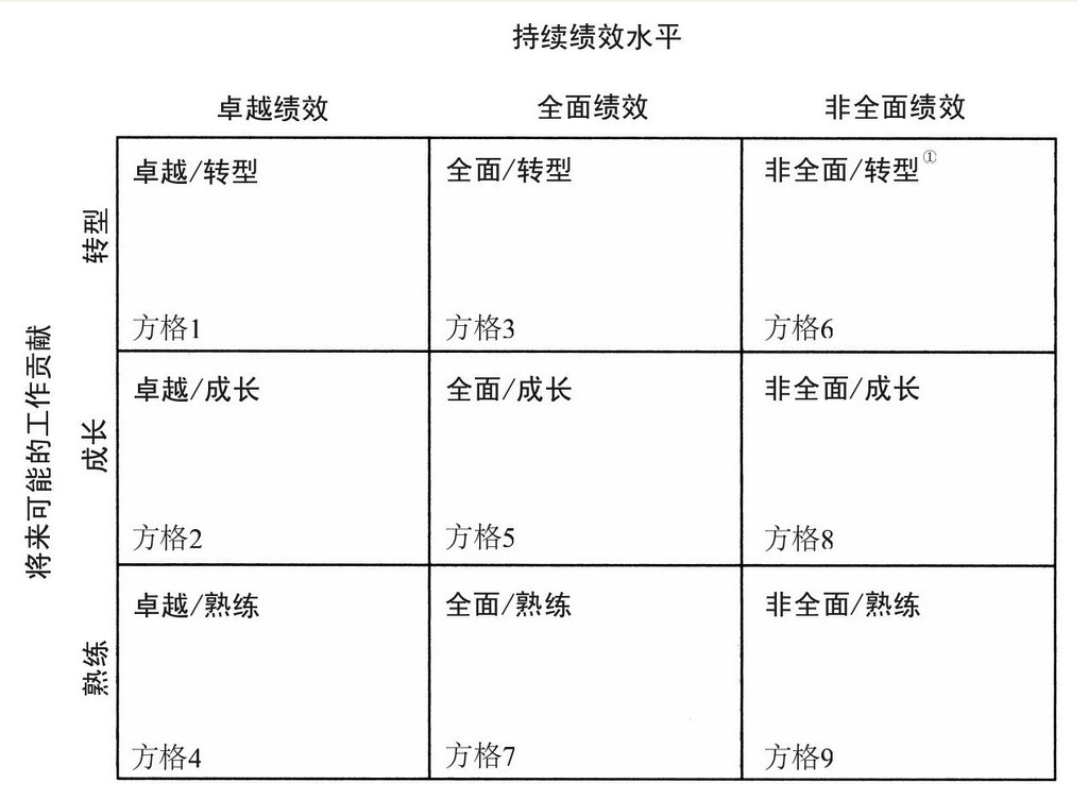 持续绩效水平
卓越绩效 全面绩效 非全面绩效
将来可能的工作贡献
转型
卓越/转型 全面/转型 非全面/转型①
方格1 方格3 方格6
成长
卓越/成长 全面/成长 非全面/成长
方格2 方格5 方格8
熟练
卓越/熟练 全面/熟练 非全面/熟练
方格4 方格7 方格9